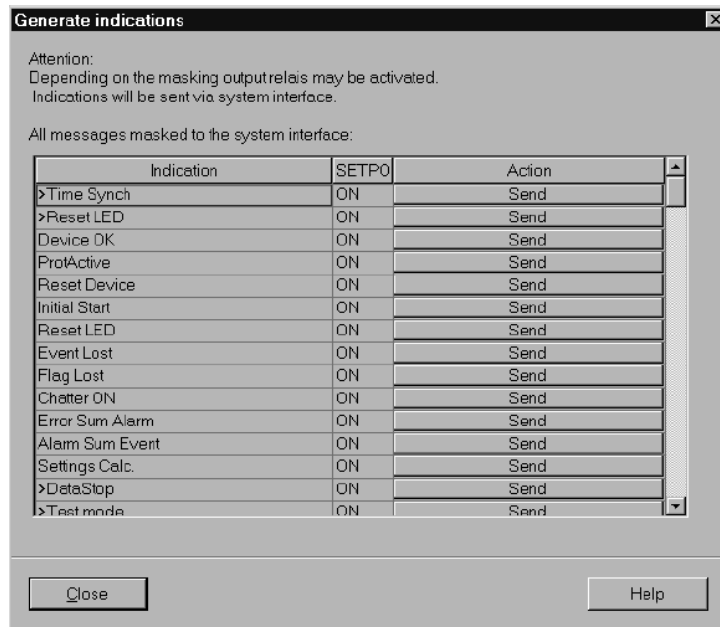 Generate indications
Attention:
Depending on the masking output relais may be activated.
Indications will be sent via system interface.
All messages masked to the system interface:
Indication SETPO Action
>Time Synch ON Send
>Reset LED ON Send
Device OK ON Send
ProtActive ON Send
Reset Device ON Send
Initial Start ON Send
Reset LED ON Send
Event Lost ON Send
Flag Lost ON Send
Chatter ON ON Send
Error Sum Alarm ON Send
Alarm Sum Event ON Send
Settings Calc. ON Send
>DataStop ON Send
>Test mode ON Send
Close Help